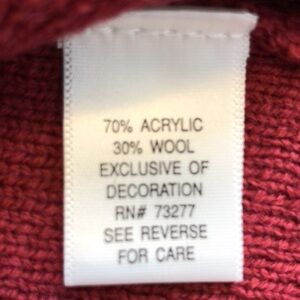 70% ACRYLIC
30% WOOL
EXCLUSIVE OF
DECORATION
RN# 73277
SEE REVERSE
FOR CARE